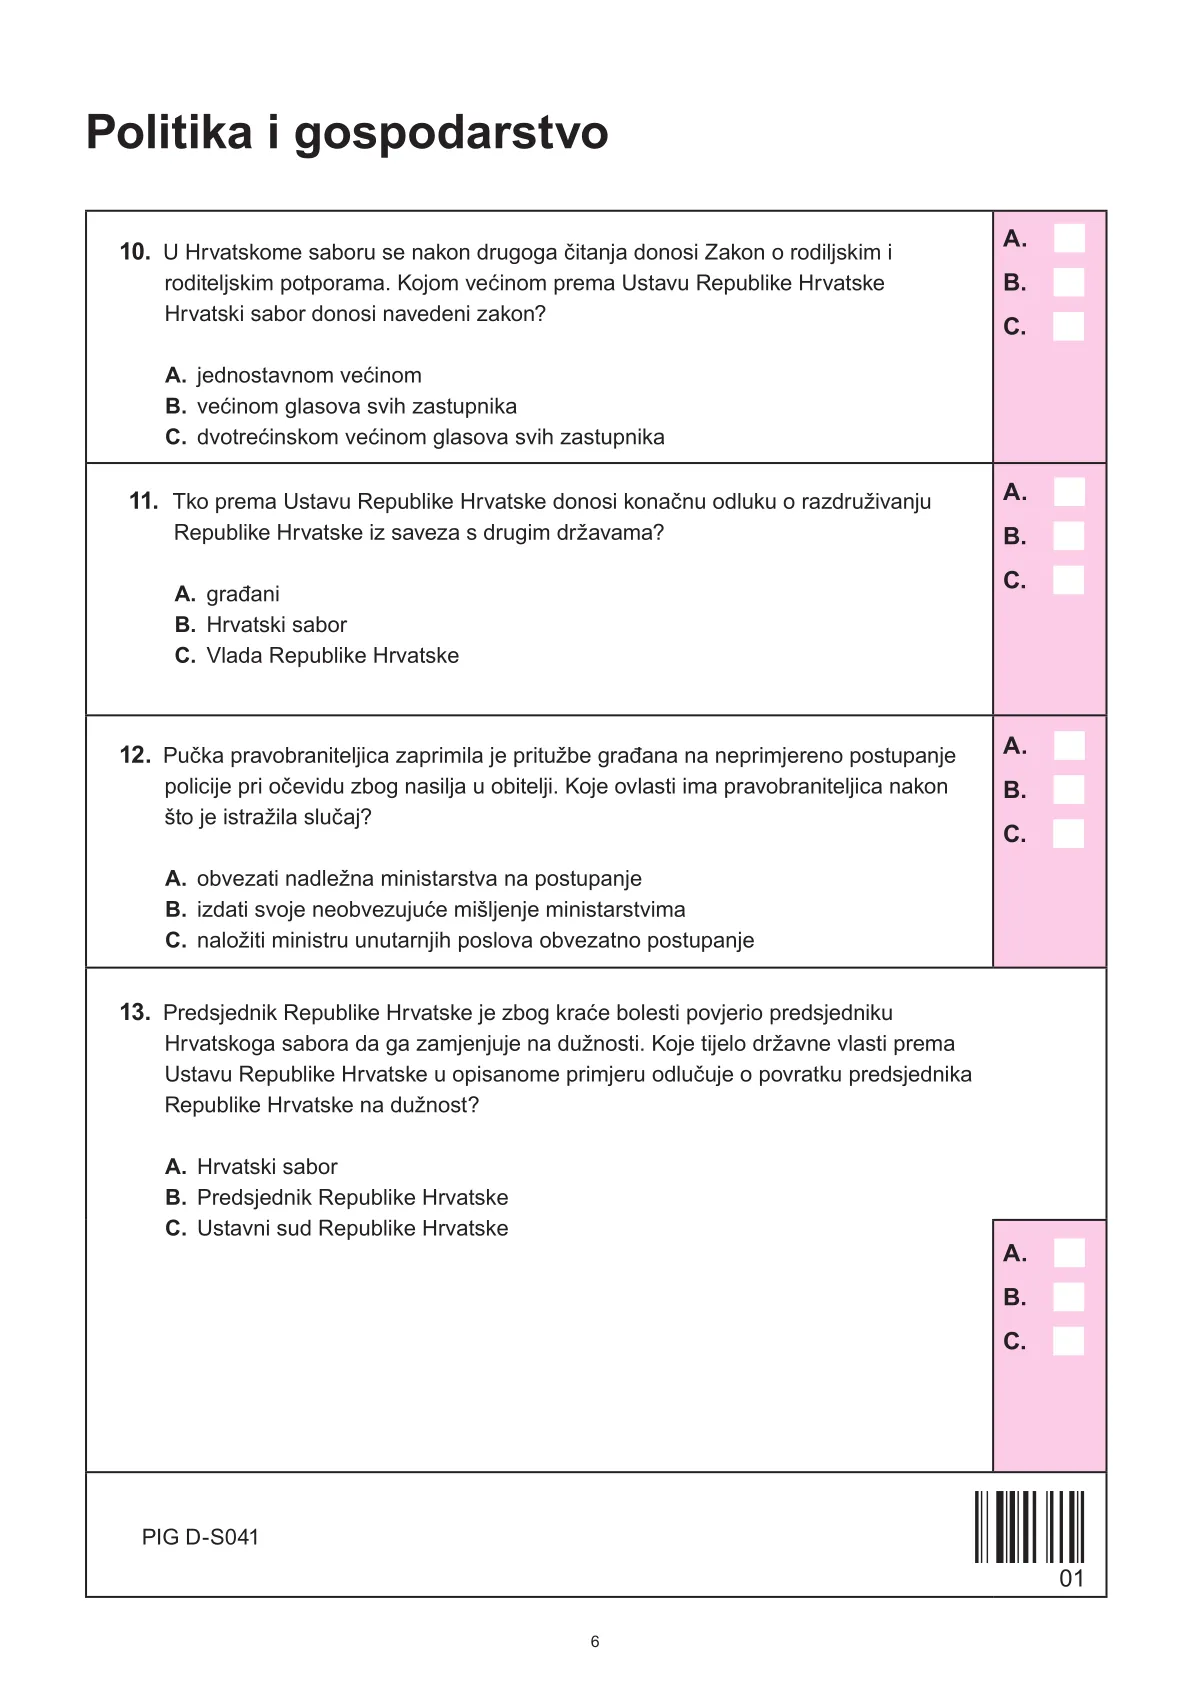 Politika i gospodarstvo
10. U Hrvatskome saboru se nakon drugoga čitanja donosi Zakon o rodiljskim i
roditeljskim potporama. Kojom većinom prema Ustavu Republike Hrvatske
Hrvatski sabor donosi navedeni zakon?
A. jednostavnom većinom
B. većinom glasova svih zastupnika
C. dvotrećinskom većinom glasova svih zastupnika
A.
B.
C.
11. Tko prema Ustavu Republike Hrvatske donosi konačnu odluku o razdruživanju
Republike Hrvatske iz saveza s drugim državama?
A. građani
B. Hrvatski sabor
C. Vlada Republike Hrvatske
A.
B.
C.
12. Pučka pravobraniteljica zaprimila je pritužbe građana na neprimjereno postupanje
policije pri očevidu zbog nasilja u obitelji. Koje ovlasti ima pravobraniteljica nakon
što je istražila slučaj?
A. obvezati nadležna ministarstva na postupanje
B. izdati svoje neobvezujuće mišljenje ministarstvima
C. naložiti ministru unutarnjih poslova obvezatno postupanje
A.
B.
C.
13. Predsjednik Republike Hrvatske je zbog kraće bolesti povjerio predsjedniku
Hrvatskoga sabora da ga zamjenjuje na dužnosti. Koje tijelo državne vlasti prema
Ustavu Republike Hrvatske u opisanome primjeru odlučuje o povratku predsjednika
Republike Hrvatske na dužnost?
A. Hrvatski sabor
B. Predsjednik Republike Hrvatske
C. Ustavni sud Republike Hrvatske
A.
B.
C.
PIG D-S041
01
6